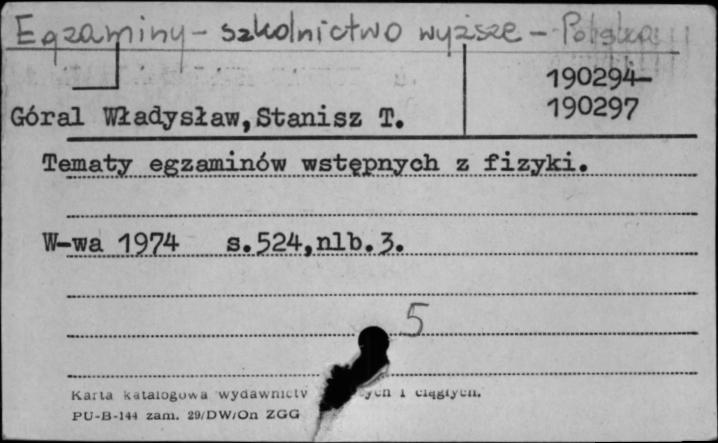 Egzaminy - szkolnictwo wyższe - Polska
190294-
190297
Góral Władysław, Stanisz T.
Tematy egzaminów wstępnych z fizyki.
W-wa 1974 s.524,nlb.3.
5
Karta katalogowa wydawnictw i ciągłych.
PU-B-144 zam. 29/DW/On ZGG